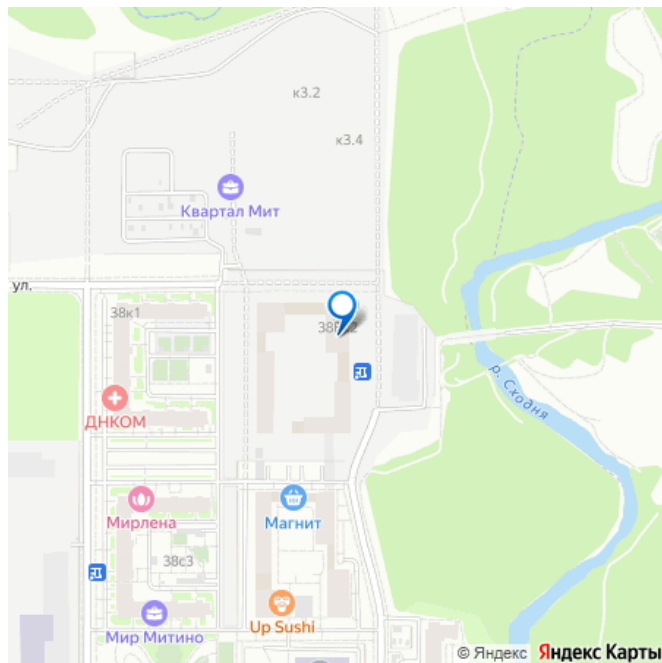 к3.2
к3.4
Квартал Мит
ул.
38к1
р. Сходня
ДНКОМ
Мирлена
Магнит
38с3
Up Sushi
Мир Митино
© Яндекс Яндекс Карты